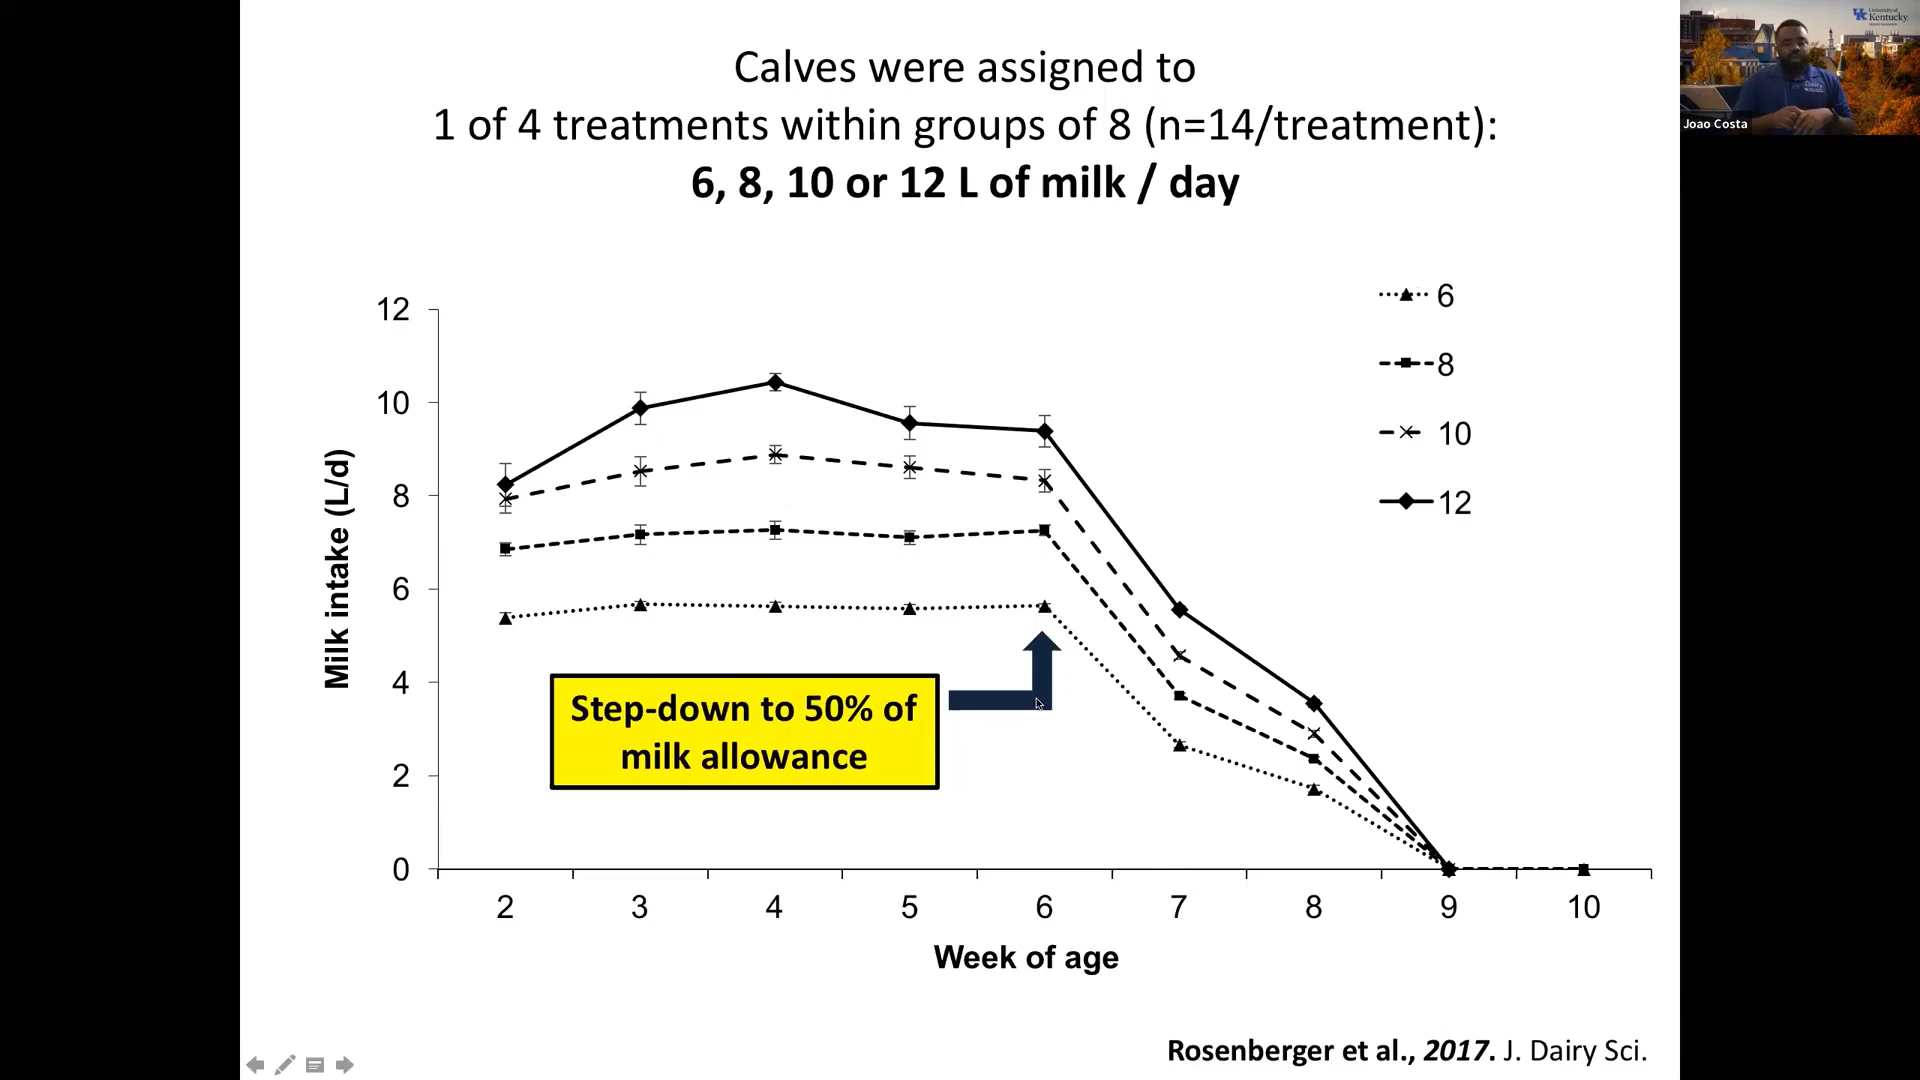 Calves were assigned to
1 of 4 treatments within groups of 8 (n=14/treatment):
6, 8, 10 or 12 L of milk / day
University of
Kentucky
Joao Costa
6
8
10
12
Milk intake (L/d)
12
10
8
6
4
2
0
Step-down to 50% of
milk allowance
2 3 4 5 6 7 8 9 10
Week of age
Rosenberger et al., 2017. J. Dairy Sci.